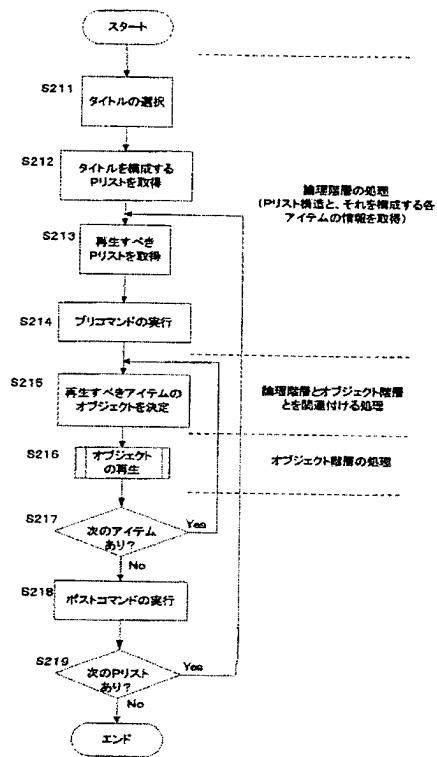 スタート
S211
タイトルの選択
S212
タイトルを構成する
Pリストを取得
論理階層の処理
(Pリスト構造と、それを構成する各
アイテムの情報を取得)
S213
再生すべき
Pリストを取得
S214
プリコマンドの実行
S215
再生すべきアイテムの
オブジェクトを決定
論理階層とオブジェクト階層
とを関連付ける処理
S216
オブジェクト
の再生
オブジェクト階層の処理
S217
次のアイテム
あり?
Yes
No
S218
ポストコマンドの実行
S219
次のPリスト
あり?
Yes
No
エンド